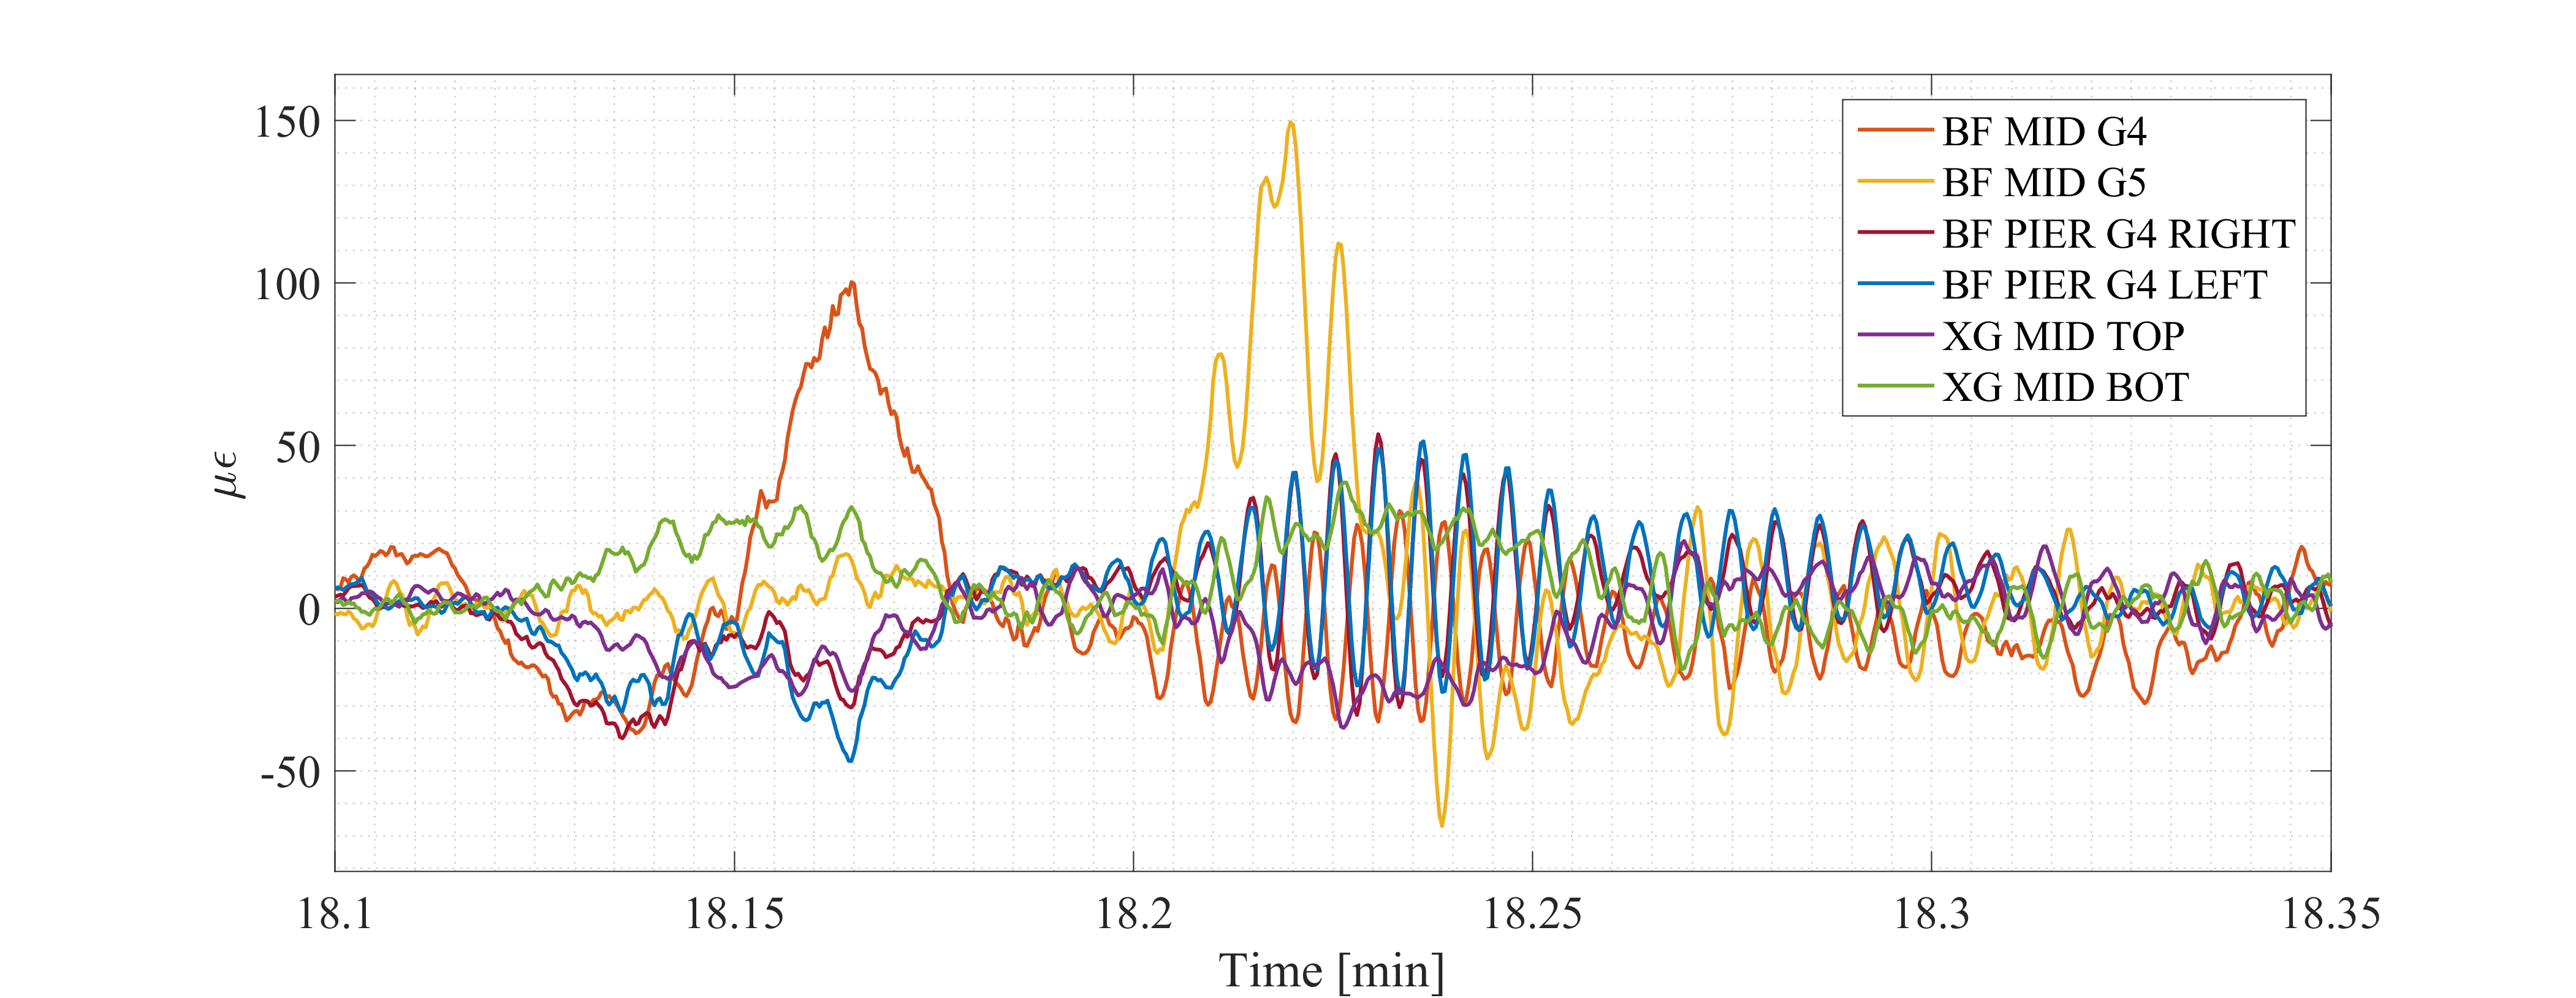 150
100
50
0
-50
με
18.1
18.15
18.2
18.25
18.3
18.35
Time [min]
BF MID G4
BF MID G5
BF PIER G4 RIGHT
BF PIER G4 LEFT
XG MID TOP
XG MID BOT